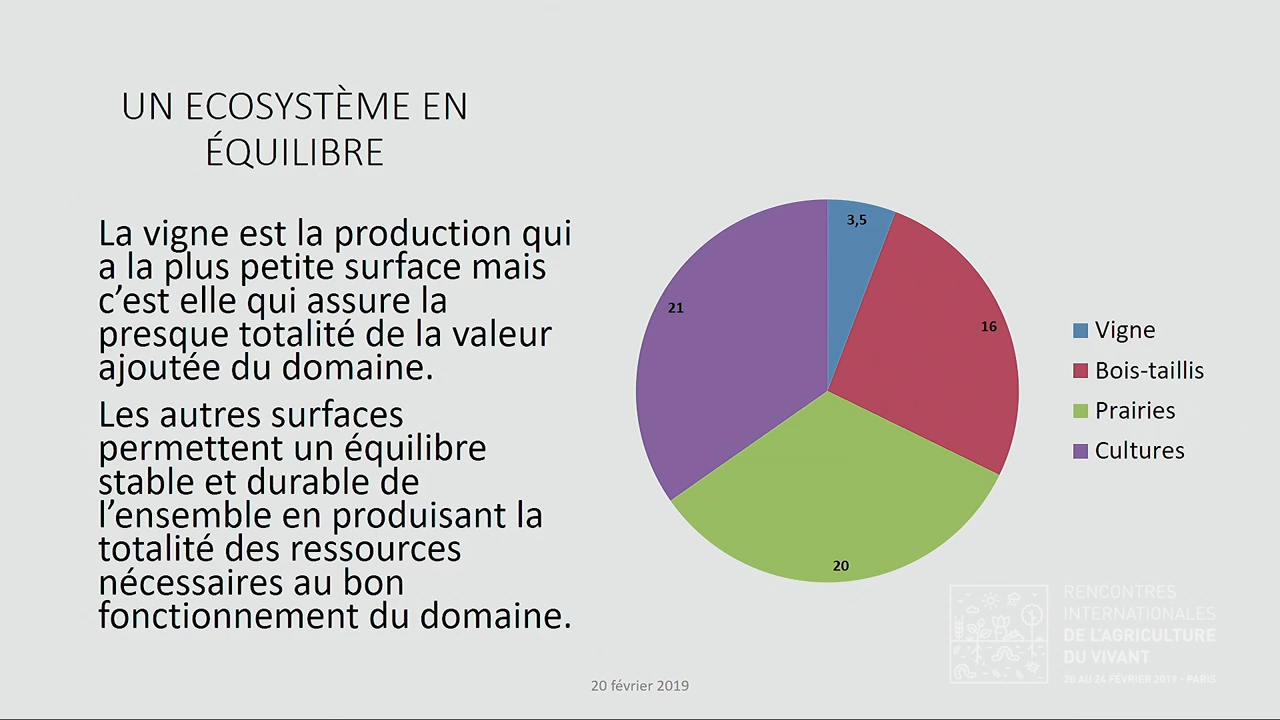 UN ECOSYSTÈME EN
ÉQUILIBRE
La vigne est la production qui
a la plus petite surface mais
c’est elle qui assure la
presque totalité de la valeur
ajoutée du domaine.
Les autres surfaces
permettent un équilibre
stable et durable de
l’ensemble en produisant la
totalité des ressources
nécessaires au bon
fonctionnement du domaine.
3,5
16
20
21
Vigne
Bois-taillis
Prairies
Cultures
RENCONTRES
INTERNATIONALES
DE L’AGRICULTURE
DU VIVANT
20 AU 24 FÉVRIER 2019 - PARIS
20 février 2019